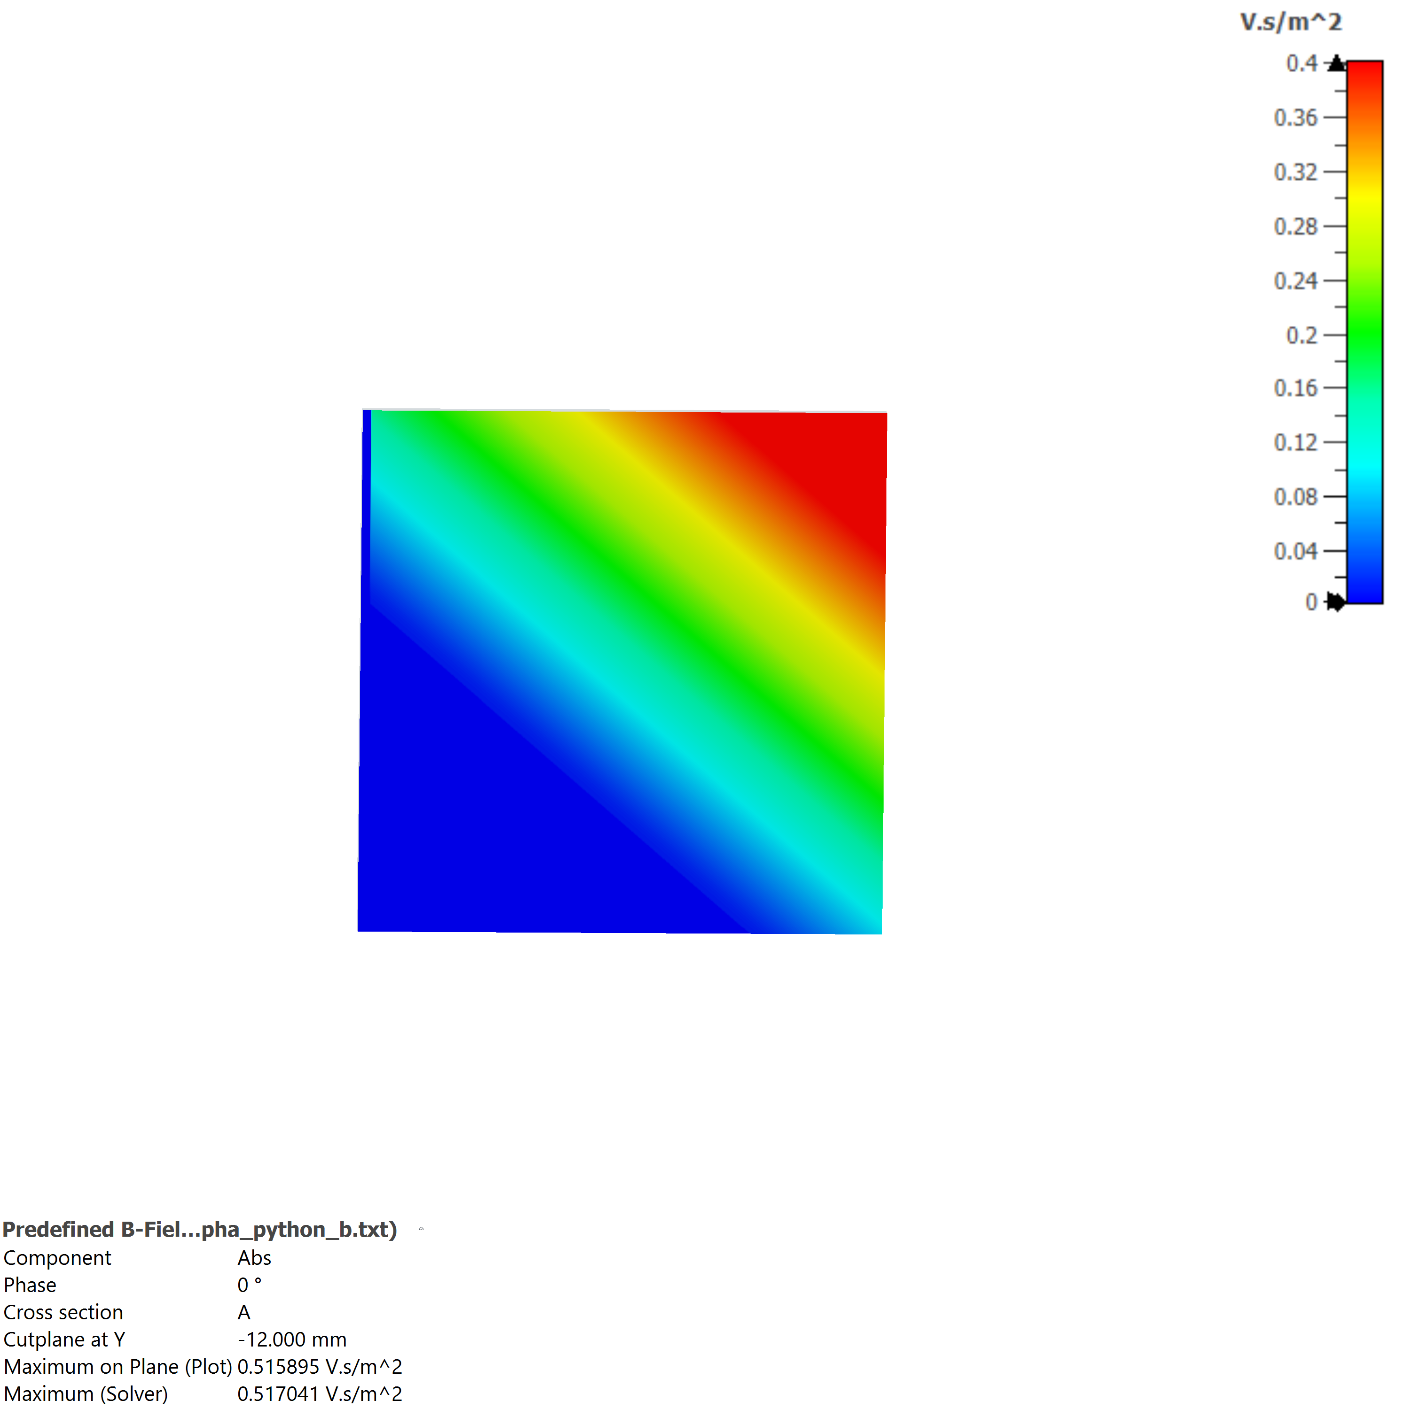 V.s/m^2
0.4
0.36
0.32
0.28
0.24
0.2
0.16
0.12
0.08
0.04
0
Predefined B-Fiel...pha_python_b.txt)
Component Abs
Phase 0 °
Cross section A
Cutplane at Y -12.000 mm
Maximum on Plane (Plot) 0.515895 V.s/m^2
Maximum (Solver) 0.517041 V.s/m^2